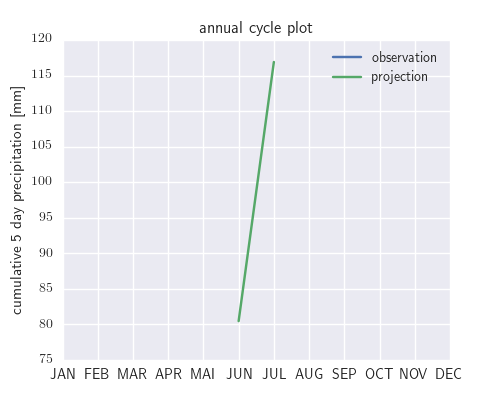 annual cycle plot
observation
projection
cumulative 5 day precipitation [mm]
120
115
110
105
100
95
90
85
80
75
JAN FEB MAR APR MAI JUN JUL AUG SEP OCT NOV DEC